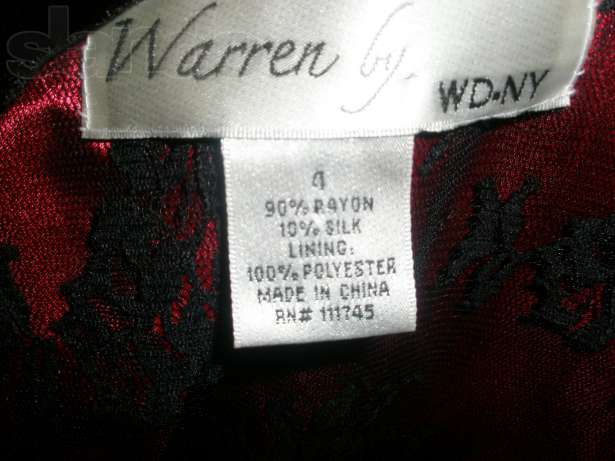 Warren by.
WD•NY
4
90% RAYON
10% SILK
LINING:
100% POLYESTER
MADE IN CHINA
RN# 111745